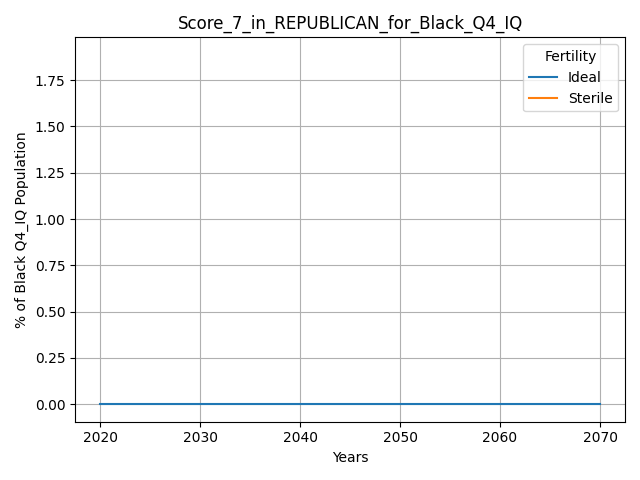 Score_7_in_REPUBLICAN_for_Black_Q4_IQ
Fertility
Ideal
Sterile
% of Black Q4_IQ Population
1.75
1.50
1.25
1.00
0.75
0.50
0.25
0.00
2020 2030 2040 2050 2060 2070
Years